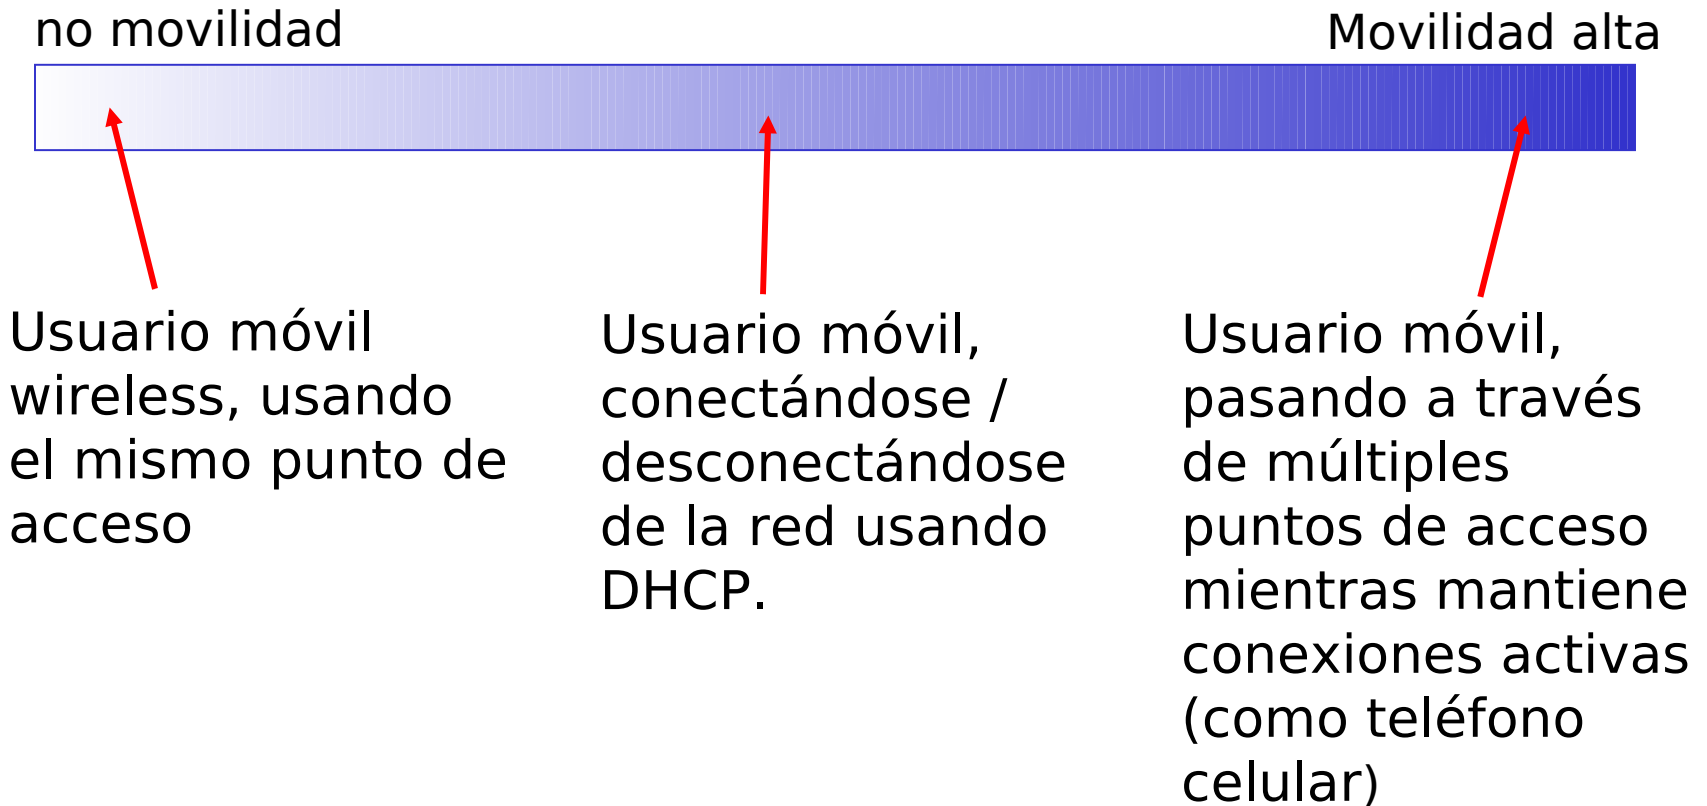 no movilidad
Movilidad alta
Usuario móvil
wireless, usando
el mismo punto de
acceso
Usuario móvil,
conectándose /
desconectándose
de la red usando
DHCP.
Usuario móvil,
pasando a través
de múltiples
puntos de acceso
mientras mantiene
conexiones activas
(como teléfono
celular)